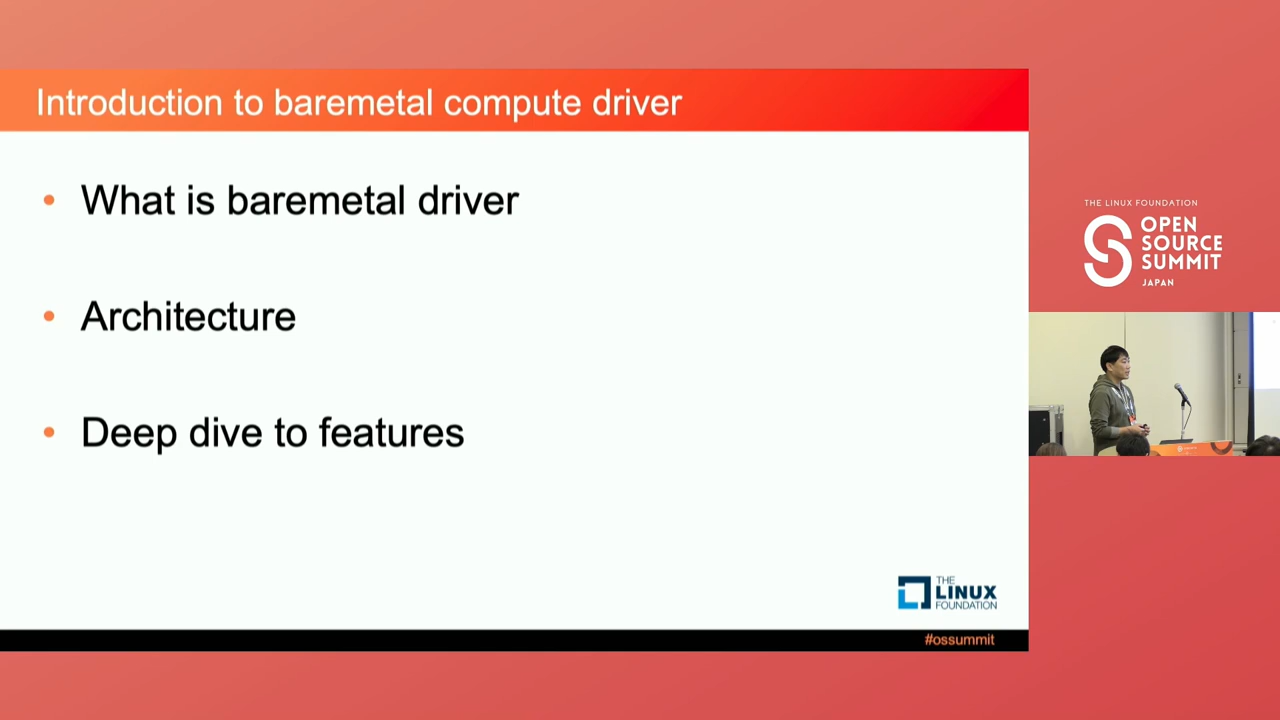 Introduction to baremetal compute driver
• What is baremetal driver
• Architecture
• Deep dive to features
THE
LINUX
FOUNDATION
#ossummit
THE LINUX FOUNDATION
OPEN
SOURCE
SUMMIT
JAPAN